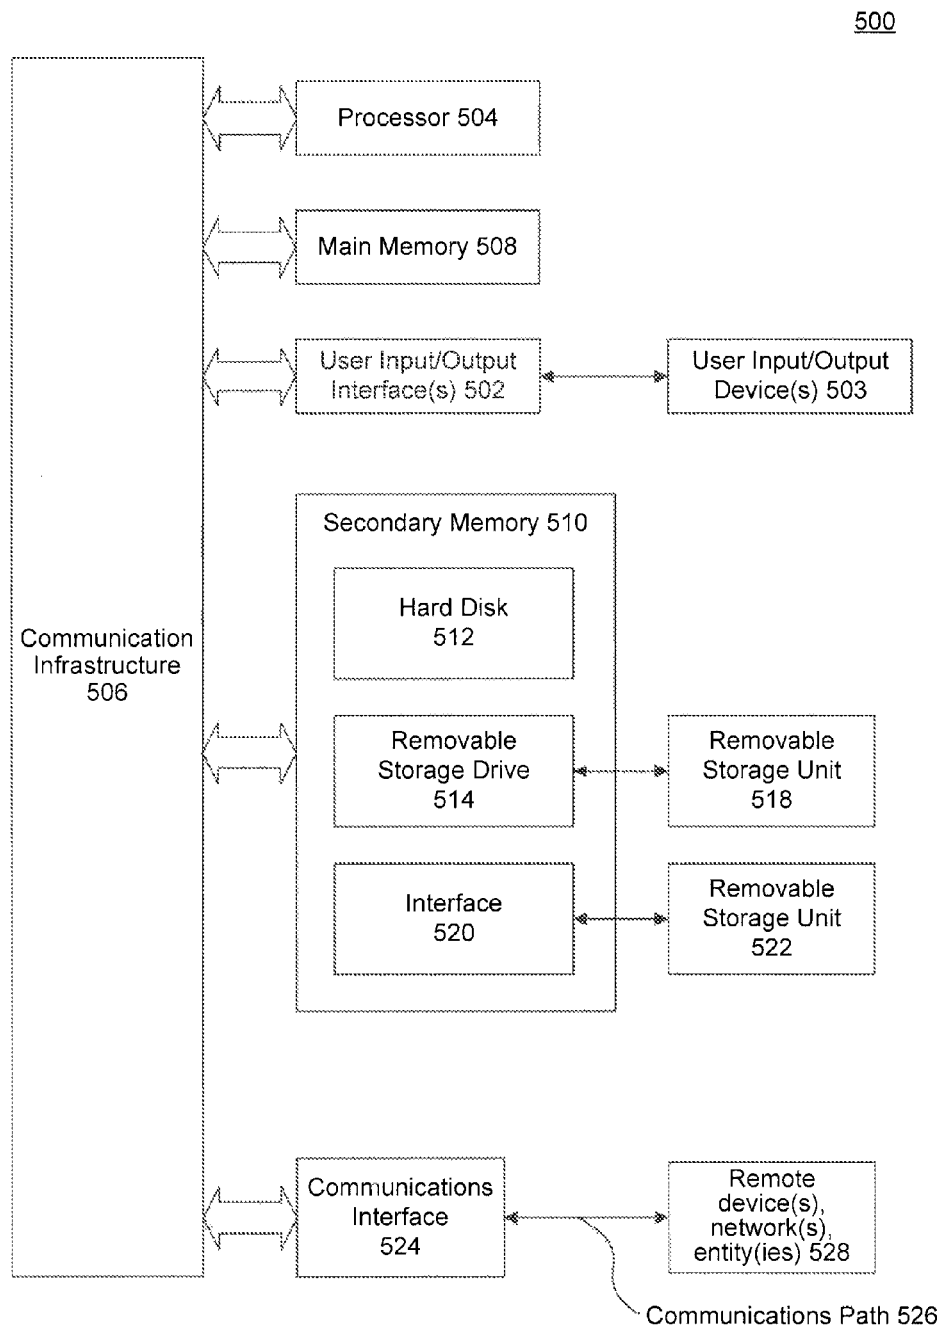 500
Processor 504
Main Memory 508
User Input/Output
Interface(s) 502
User Input/Output
Device(s) 503
Secondary Memory 510
Hard Disk
512
Communication
Infrastructure
506
Removable
Storage Drive
514
Removable
Storage Unit
518
Interface
520
Removable
Storage Unit
522
Communications
Interface
524
Remote
device(s),
network(s),
entity(ies) 528
Communications Path 526